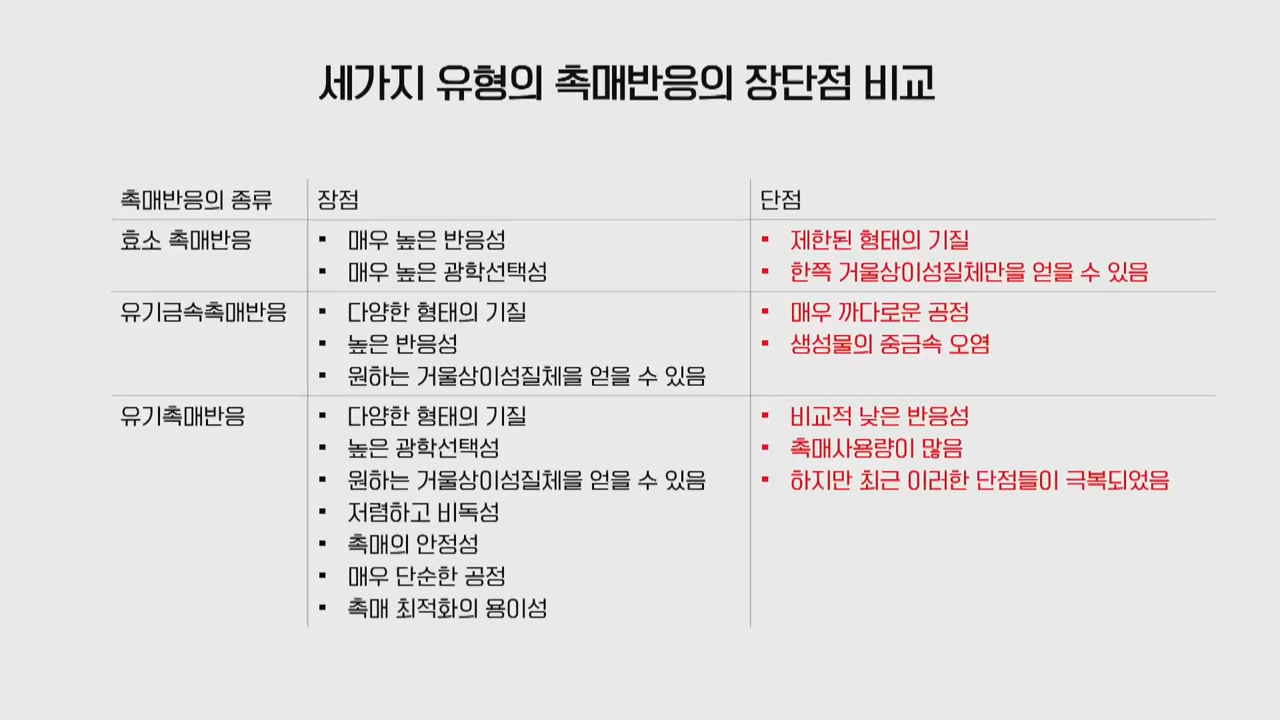 세가지 유형의 촉매반응의 장단점 비교
촉매반응의 종류 장점 단점
효소 촉매반응 ▪ 매우 높은 반응성 ▪ 제한된 형태의 기질
▪ 매우 높은 광학선택성 ▪ 한쪽 거울상이성질체만을 얻을 수 있음
유기금속촉매반응 ▪ 다양한 형태의 기질 ▪ 매우 까다로운 공정
▪ 높은 반응성 ▪ 생성물의 중금속 오염
▪ 원하는 거울상이성질체을 얻을 수 있음
유기촉매반응 ▪ 다양한 형태의 기질 ▪ 비교적 낮은 반응성
▪ 높은 광학선택성 ▪ 촉매사용량이 많음
▪ 원하는 거울상이성질체을 얻을 수 있음 ▪ 하지만 최근 이러한 단점들이 극복되었음
▪ 저렴하고 비독성
▪ 촉매의 안정성
▪ 매우 단순한 공정
▪ 촉매 최적화의 용이성